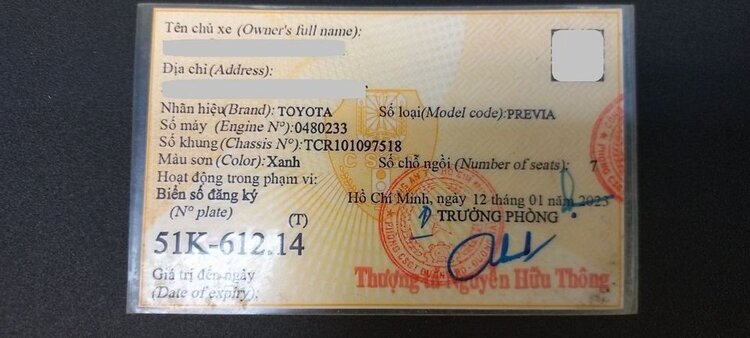 Tên chủ xe (Owner's full name):
Địa chỉ (Address):
Nhãn hiệu(Brand): TOYOTA Số loại(Model code):PREVIA
Số máy (Engine N°):0480233
Số khung (Chassis N°):TCR101097518
Màu sơn (Color): Xanh Số chỗ ngồi (Number of seats): 7
Hoạt động trong phạm vi:
Biển số đăng ký Hồ Chí Minh, ngày 12 tháng 01 năm 2023
(N° plate) TRƯỞNG PHÒNG
(T)
51K-612.14
Giá trị đến ngày
(Date of expiry):
Thượng tá Nguyễn Hữu Thông